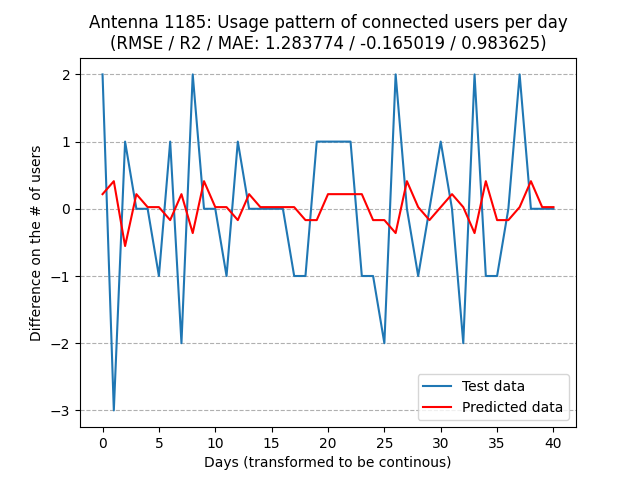 Antenna 1185: Usage pattern of connected users per day
(RMSE / R2 / MAE: 1.283774 / -0.165019 / 0.983625)
Difference on the # of users
2
1
0
−1
−2
−3
Test data
Predicted data
0 5 10 15 20 25 30 35 40
Days (transformed to be continous)